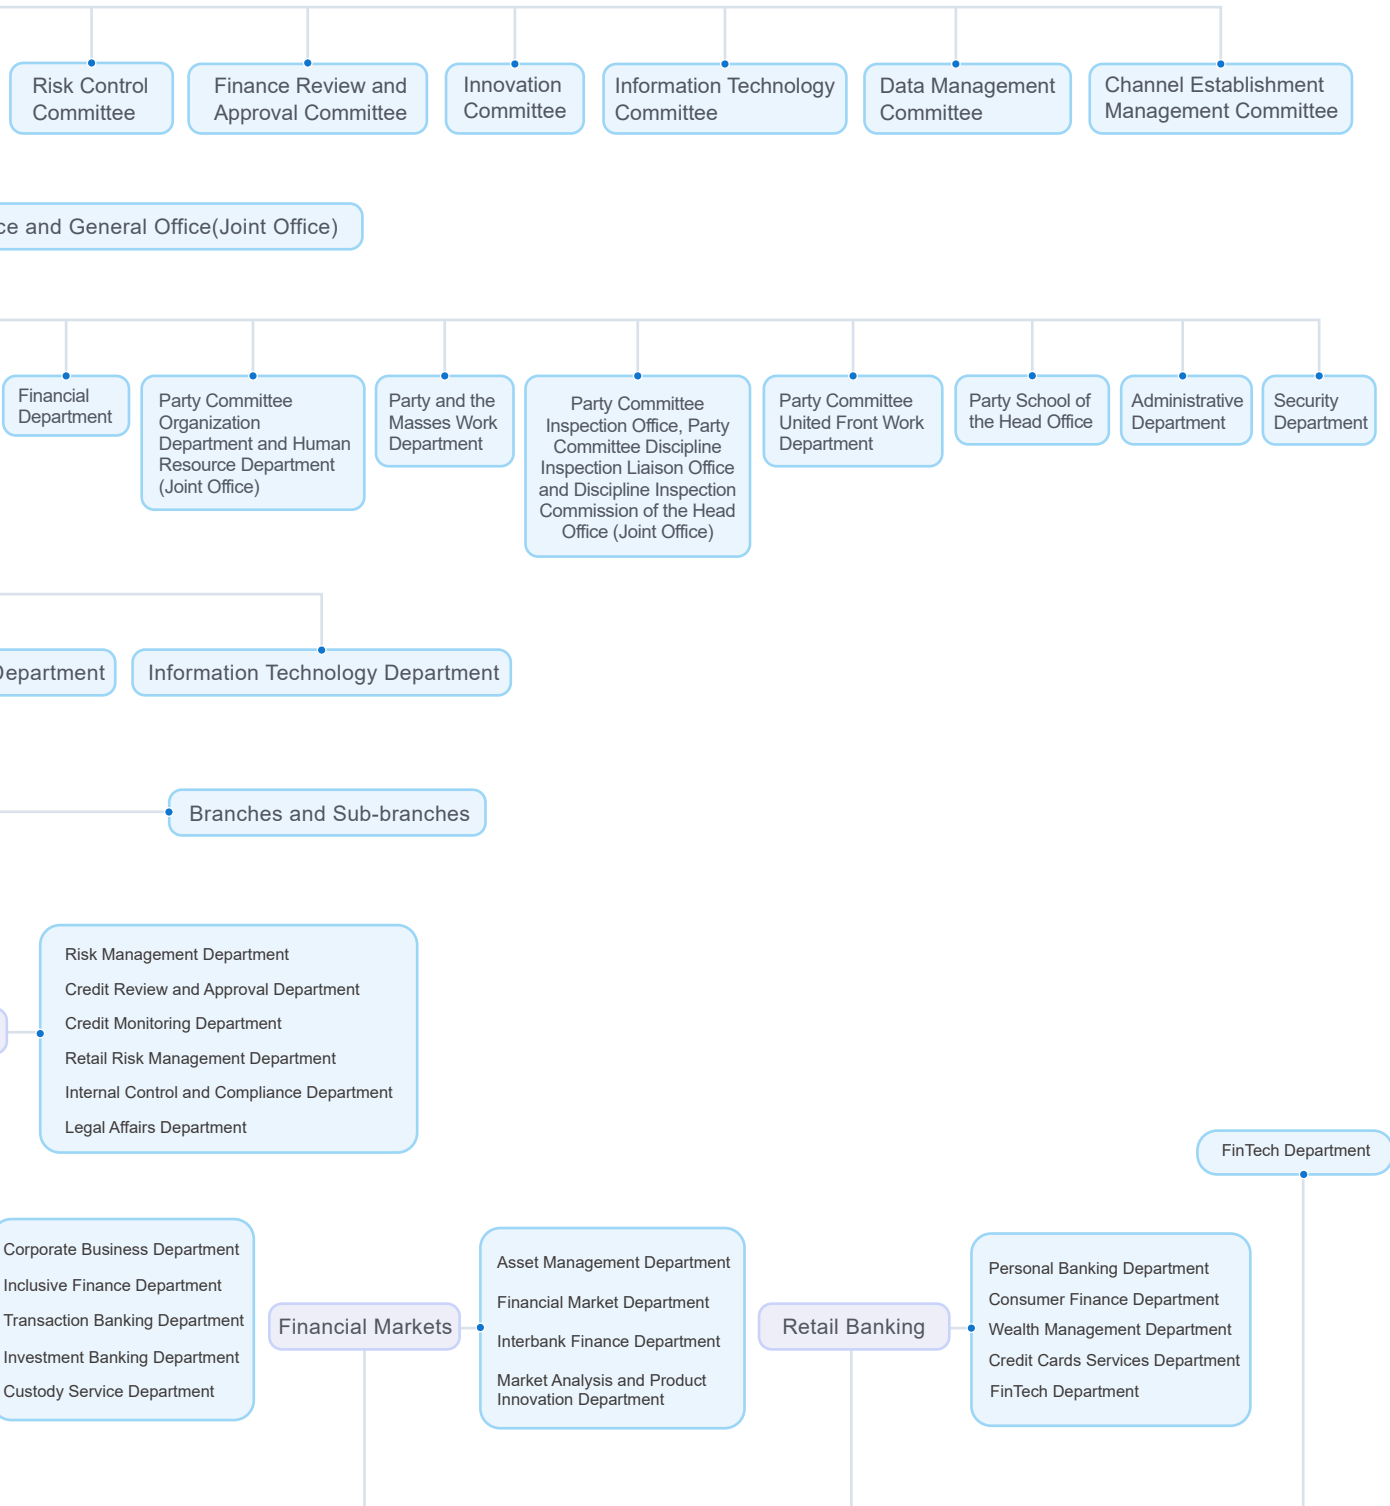 Risk Control
Committee
Finance Review and
Approval Committee
Innovation
Committee
Information Technology
Committee
Data Management
Committee
Channel Establishment
Management Committee
and General Office(Joint Office)
Financial
Department
Party Committee
Organization
Department and Human
Resource Department
(Joint Office)
Party and the
Masses Work
Department
Party Committee
Inspection Office, Party
Committee Discipline
Inspection Liaison Office
and Discipline Inspection
Commission of the Head
Office (Joint Office)
Party Committee
United Front Work
Department
Party School of
the Head Office
Administrative
Department
Security
Department
Department
Information Technology Department
Branches and Sub-branches
Risk Management Department
Credit Review and Approval Department
Credit Monitoring Department
Retail Risk Management Department
Internal Control and Compliance Department
Legal Affairs Department
FinTech Department
Corporate Business Department
Inclusive Finance Department
Transaction Banking Department
Investment Banking Department
Custody Service Department
Financial Markets
Asset Management Department
Financial Market Department
Interbank Finance Department
Market Analysis and Product
Innovation Department
Retail Banking
Personal Banking Department
Consumer Finance Department
Wealth Management Department
Credit Cards Services Department
FinTech Department